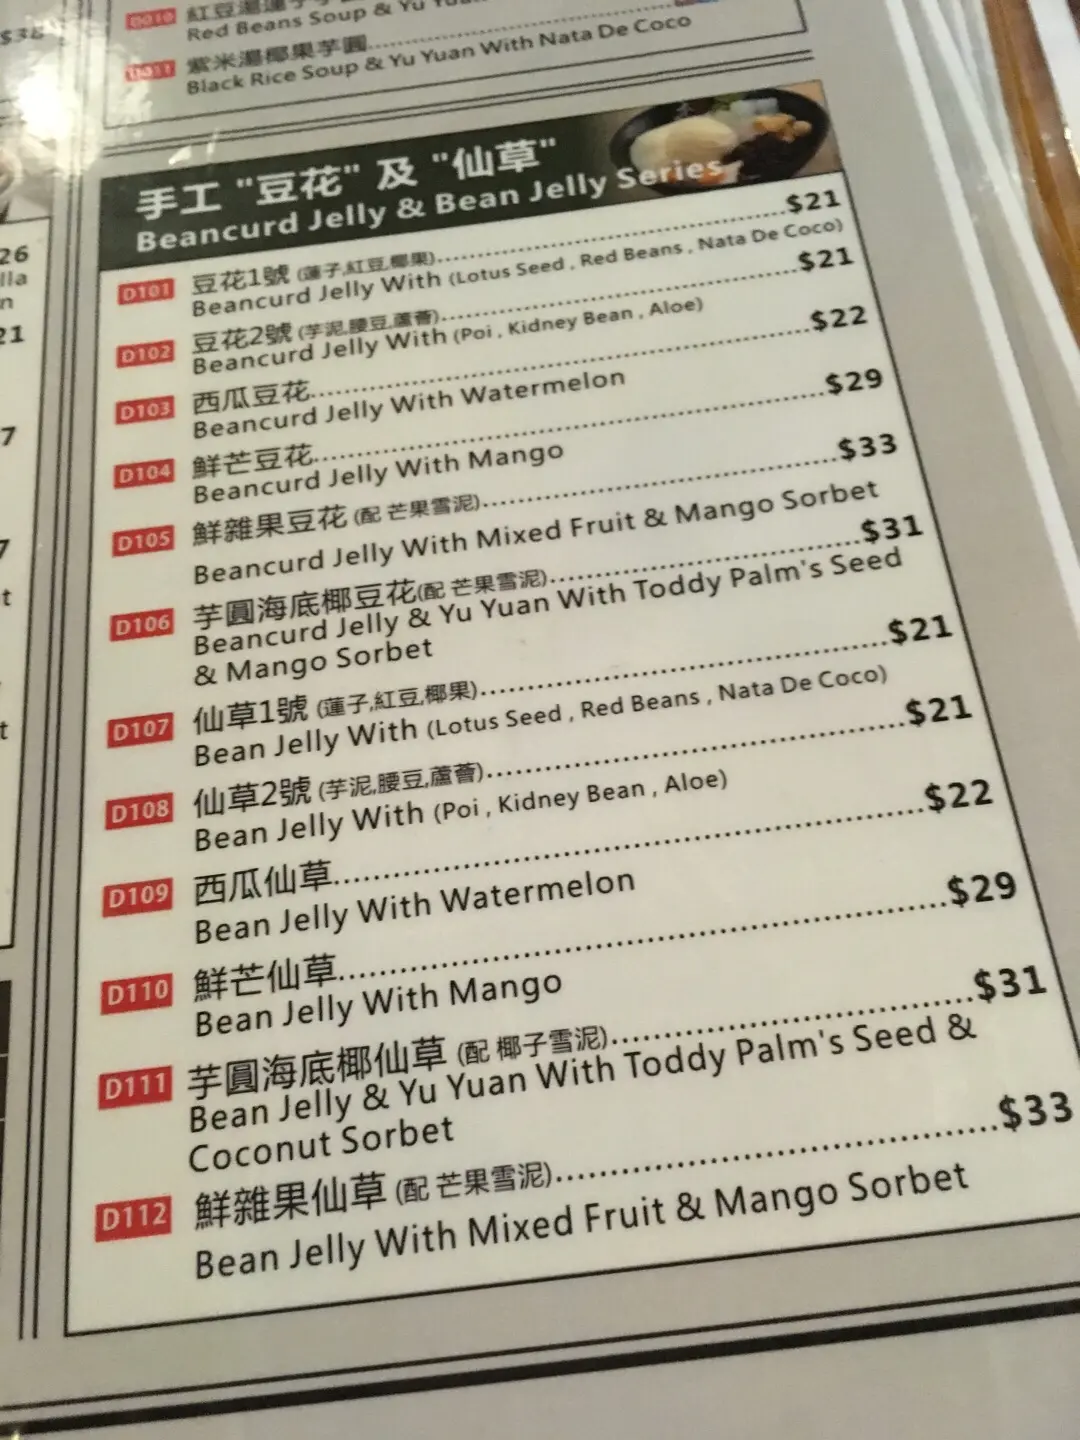 $38
D010 紅豆湯蓮子
Red Beans Soup & Yu Yuan
D011 紫米湯椰果芋圓
Black Rice Soup & Yu Yuan With Nata De Coco
手工 "豆花" 及 "仙草"
Beancurd Jelly & Bean Jelly Series
D101 豆花1號 (蓮子,紅豆,椰果)........................$21
Beancurd Jelly With (Lotus Seed , Red Beans , Nata De Coco)
D102 豆花2號 (芋泥,腰豆,蘆薈)........................$21
Beancurd Jelly With (Poi , Kidney Bean , Aloe)
D103 西瓜豆花........................$22
Beancurd Jelly With Watermelon
D104 鮮芒豆花........................$29
Beancurd Jelly With Mango
D105 鮮雜果豆花 (配 芒果雪泥)........................$33
Beancurd Jelly With Mixed Fruit & Mango Sorbet
D106 芋圓海底椰豆花(配 芒果雪泥)........................$31
Beancurd Jelly & Yu Yuan With Toddy Palm's Seed
& Mango Sorbet
D107 仙草1號 (蓮子,紅豆,椰果)........................$21
Bean Jelly With (Lotus Seed , Red Beans , Nata De Coco)
D108 仙草2號 (芋泥,腰豆,蘆薈)........................$21
Bean Jelly With (Poi , Kidney Bean , Aloe)
D109 西瓜仙草........................$22
Bean Jelly With Watermelon
D110 鮮芒仙草........................$29
Bean Jelly With Mango
D111 芋圓海底椰仙草 (配 椰子雪泥)........................$31
Bean Jelly & Yu Yuan With Toddy Palm's Seed &
Coconut Sorbet
D112 鮮雜果仙草 (配 芒果雪泥)........................$33
Bean Jelly With Mixed Fruit & Mango Sorbet